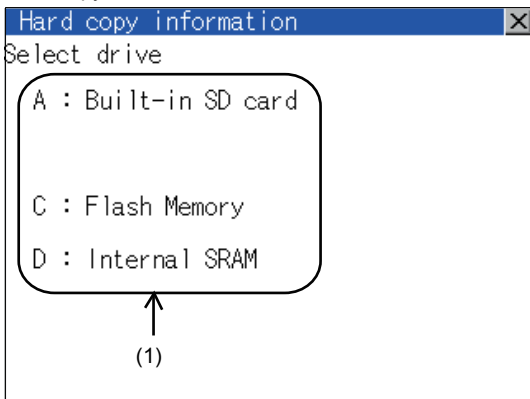 Hard copy information
Select drive
A : Built-in SD card
C : Flash Memory
D : Internal SRAM
(1)